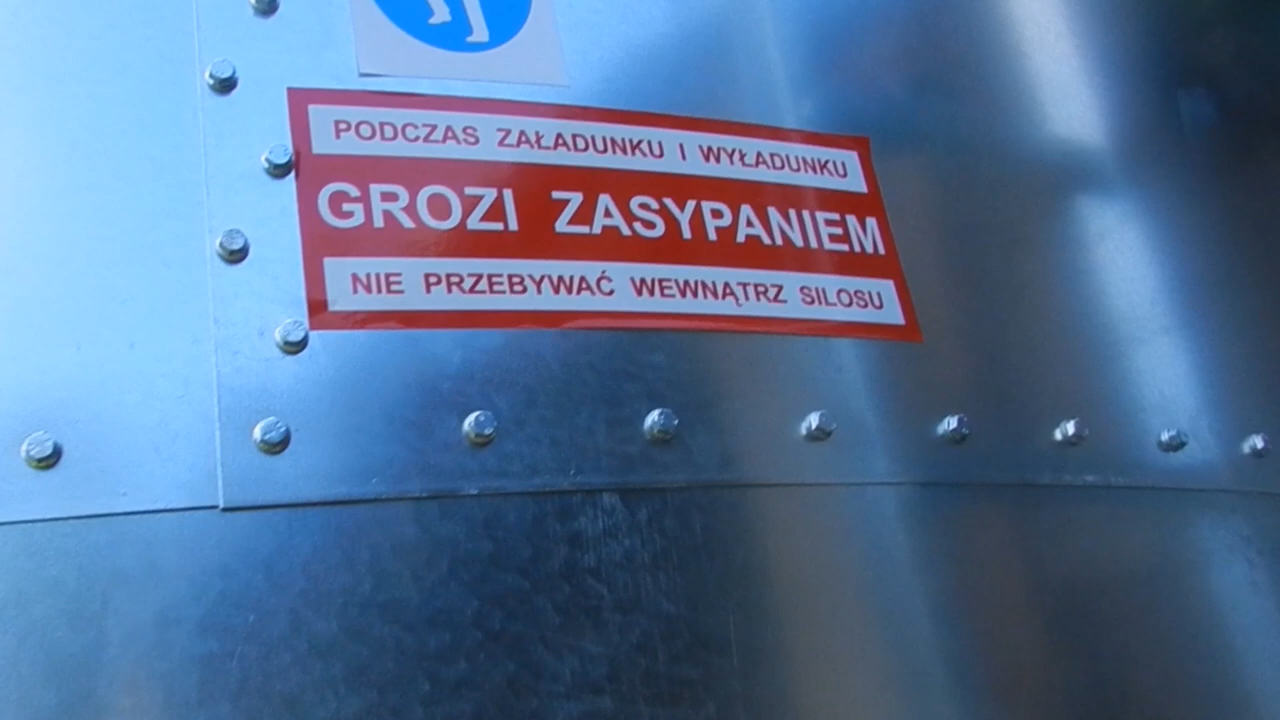 PODCZAS ZAŁADUNKU I WYŁADUNKU
GROZI ZASYPANIEM
NIE PRZEBYWAĆ WEWNĄTRZ SILOSU